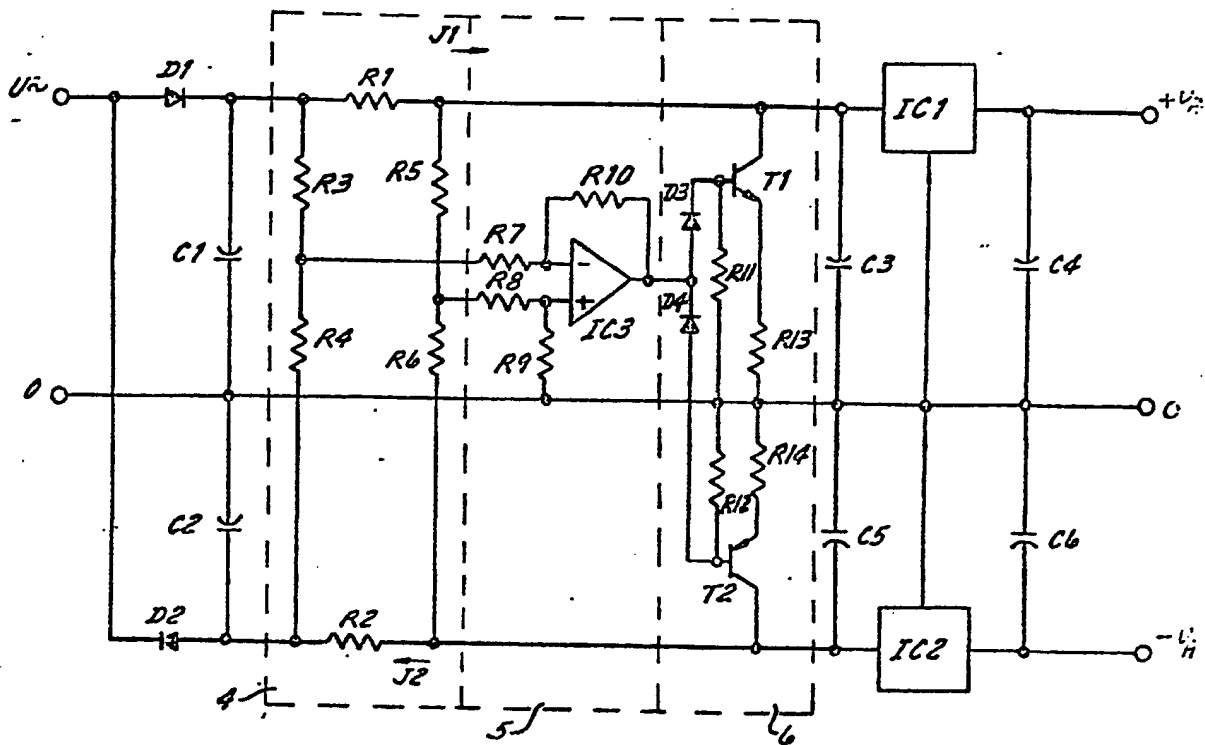 J1
D1
R1
U~
IC1
R3
R5
R10
D3
T1
C1
R7
R8
-
+
IC3
D4
R11
C3
C4
R4
R6
R9
R13
0
0
R14
R12
C2
C5
C6
T2
D2
R2
J2
IC2
4
5
6